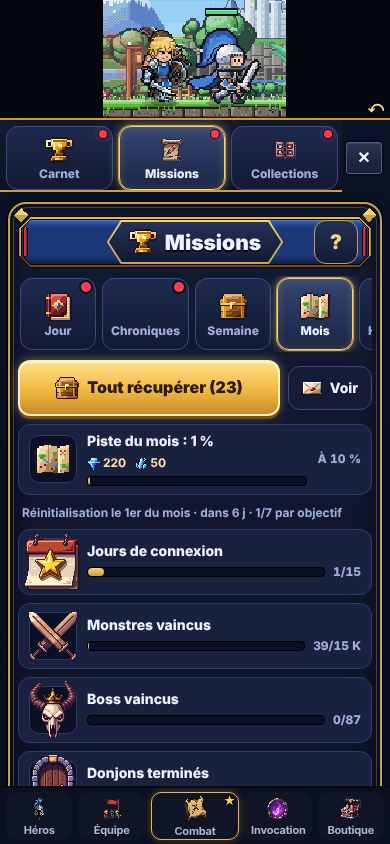 Carnet
Missions
Collections
×
Missions
?
Jour
Chroniques
Semaine
Mois
Tout récupérer (23)
Voir
Piste du mois : 1 %
220
50
À 10 %
Réinitialisation le 1er du mois · dans 6 j · 1/7 par objectif
Jours de connexion
1/15
Monstres vaincus
39/15 K
Boss vaincus
0/87
Donjons terminés
Héros
Équipe
Combat
Invocation
Boutique